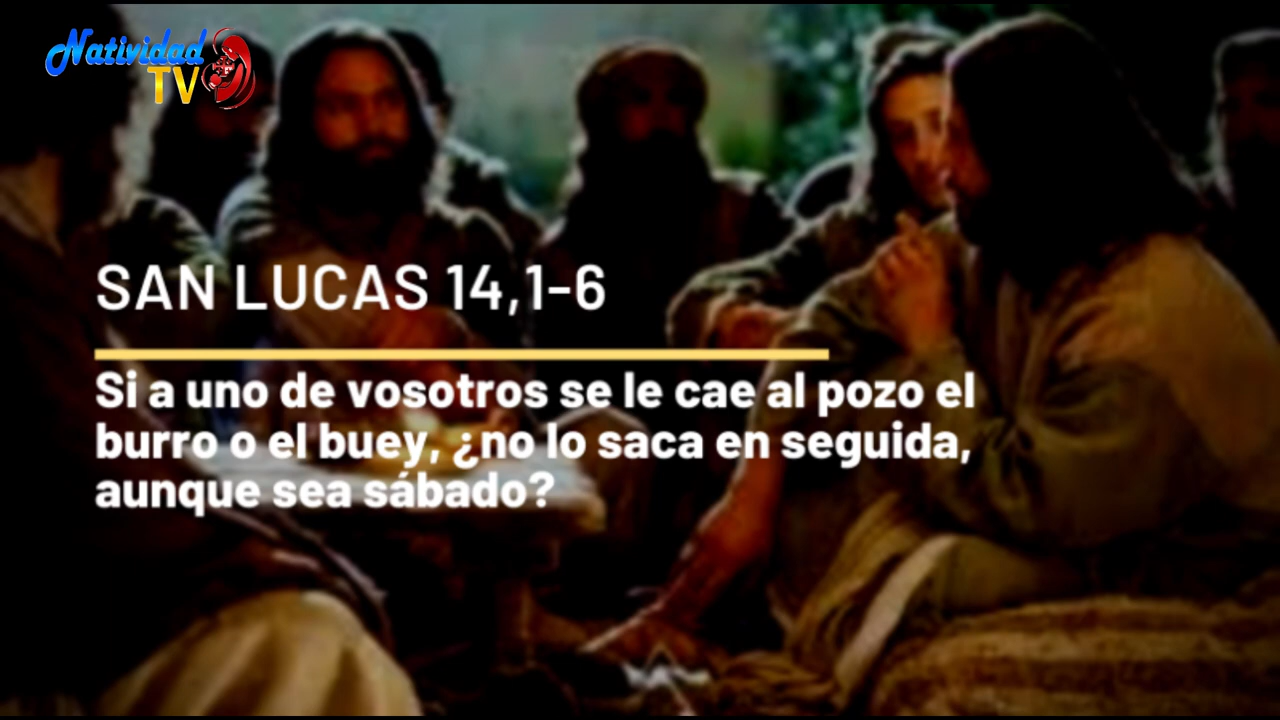 Natividad
TV
SAN LUCAS 14,1-6
Si a uno de vosotros se le cae al pozo el
burro o el buey, ¿no lo saca en seguida,
aunque sea sábado?